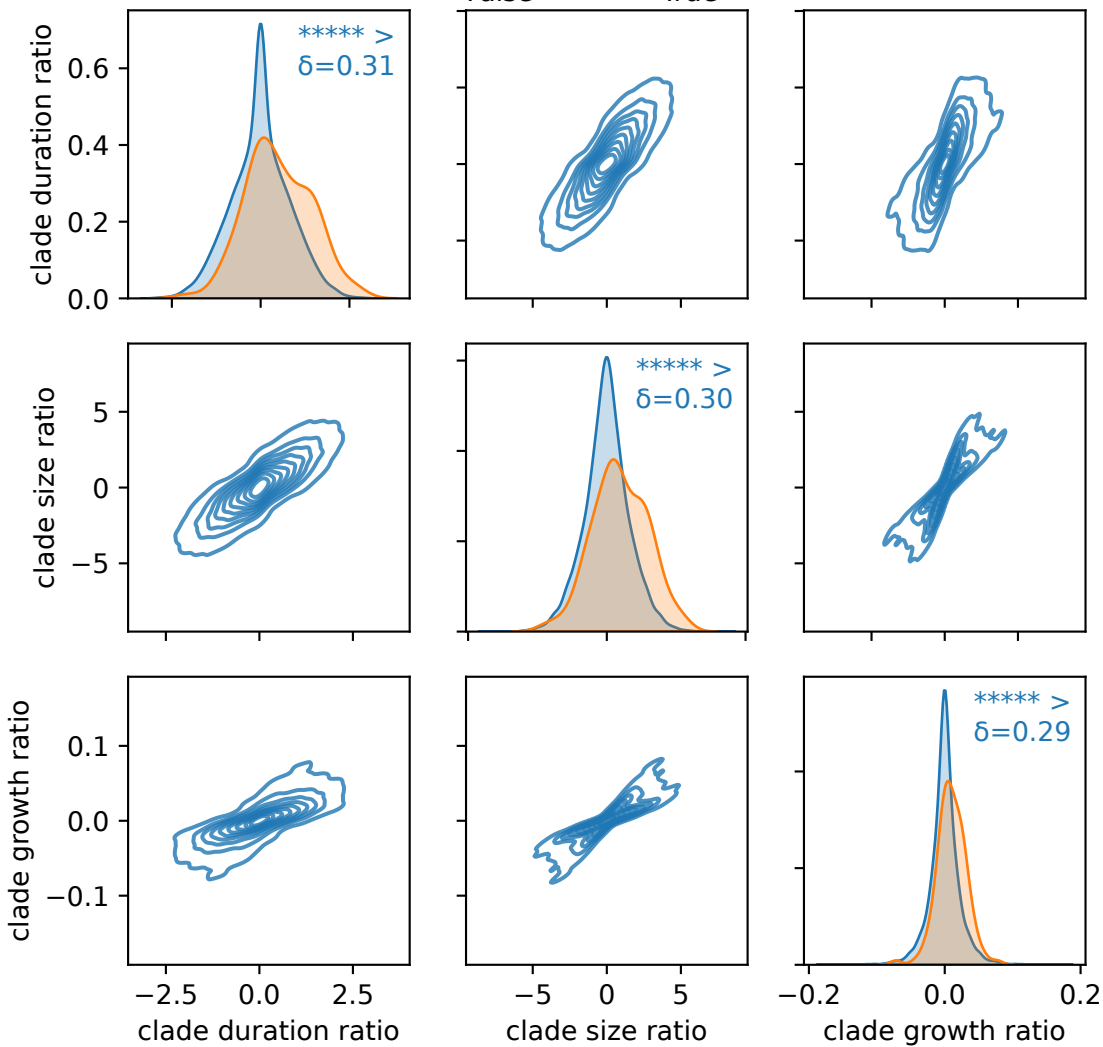 ***** >
δ=0.31
clade duration ratio
0.6
0.4
0.2
0.0
***** >
δ=0.30
clade size ratio
5
0
−5
***** >
δ=0.29
clade growth ratio
0.1
0.0
−0.1
−2.5 0.0 2.5 −5 0 5 −0.2 0.0 0.2
clade duration ratio clade size ratio clade growth ratio